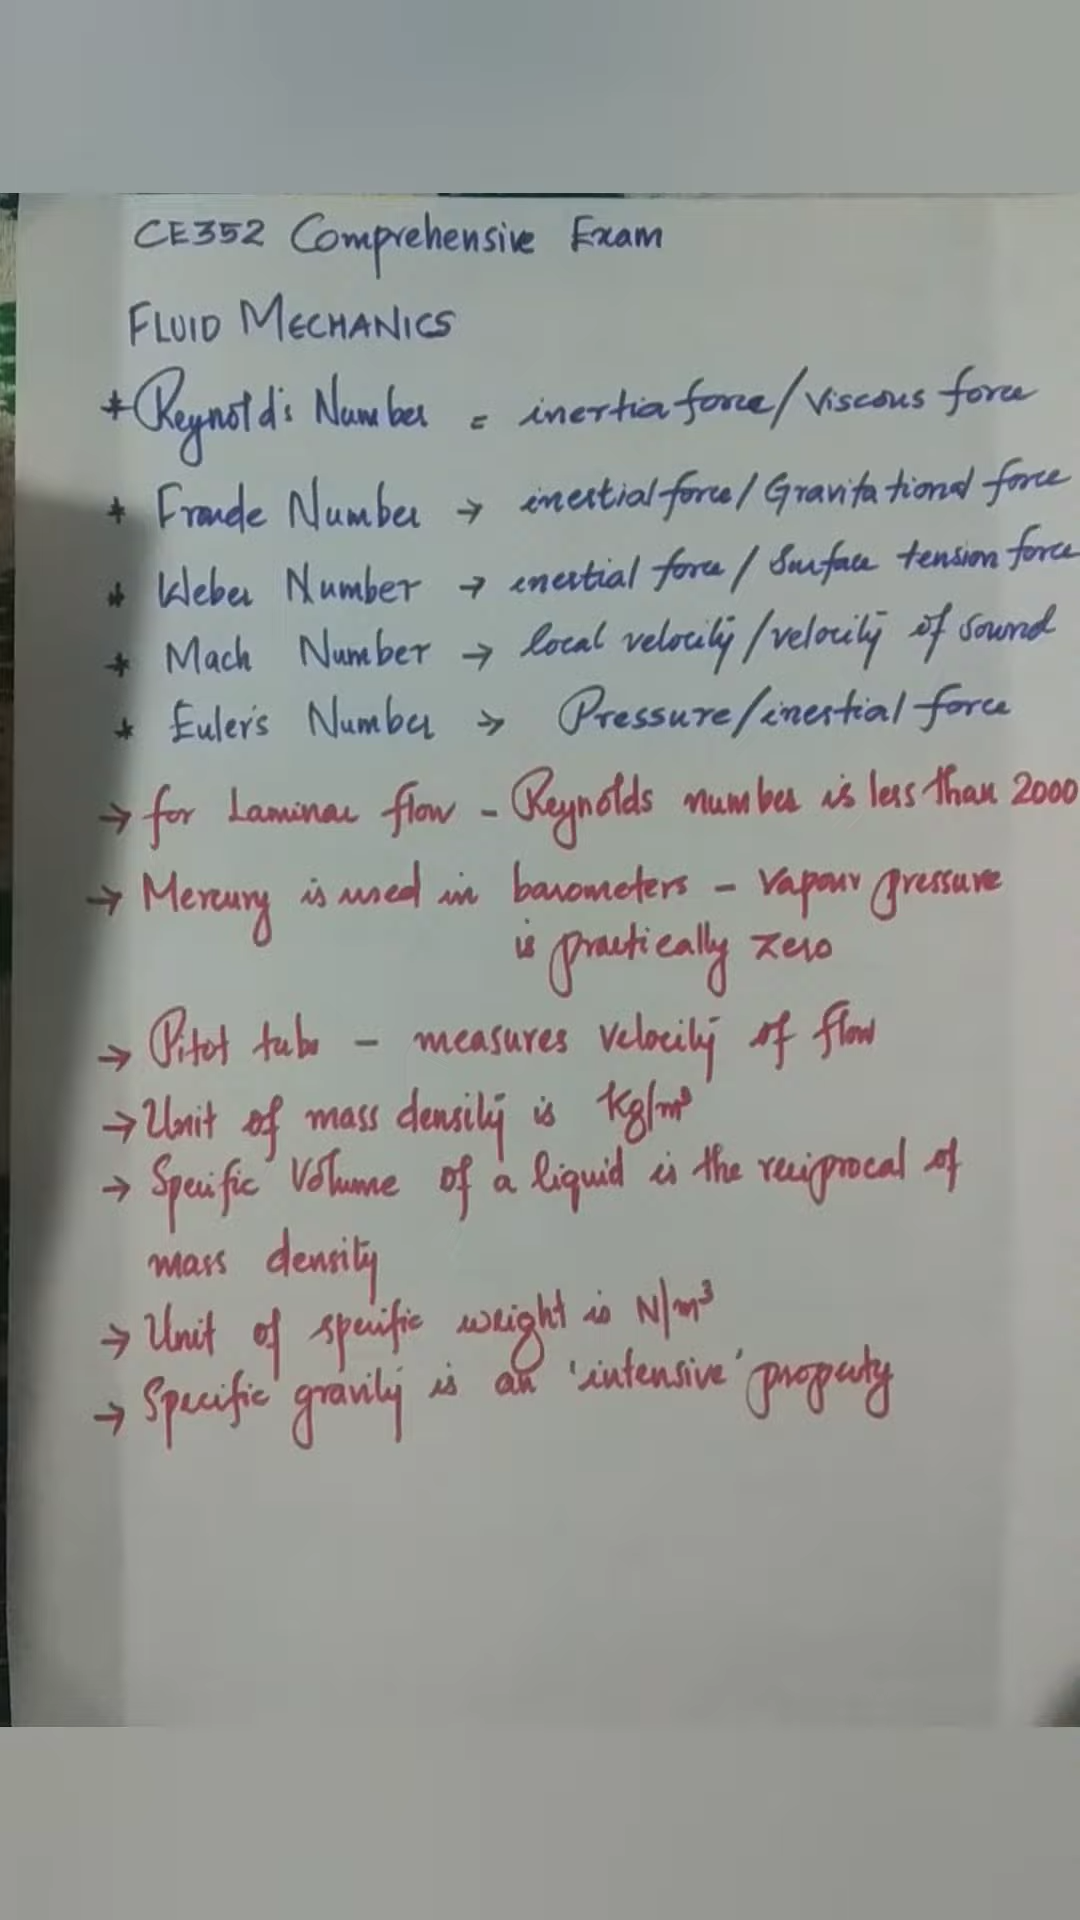 CE352 Comprehensive Exam
FLUID MECHANICS
* Reynold's Number = inertia force/Viscous force
* Froude Number → inertial force/Gravitational force
* Weber Number → inertial force/Surface tension force
* Mach Number → local velocity/velocity of sound
* Euler's Number → Pressure/inertial force
→ for Laminar flow - Reynolds number is less than 2000
→ Mercury is used in barometers - Vapour pressure
is practically zero
→ Pitot tube - measures velocity of flow
→ Unit of mass density is kg/m³
→ Specific Volume of a liquid is the reciprocal of
mass density
→ Unit of specific weight is N/m³
→ Specific gravity is an 'intensive' property